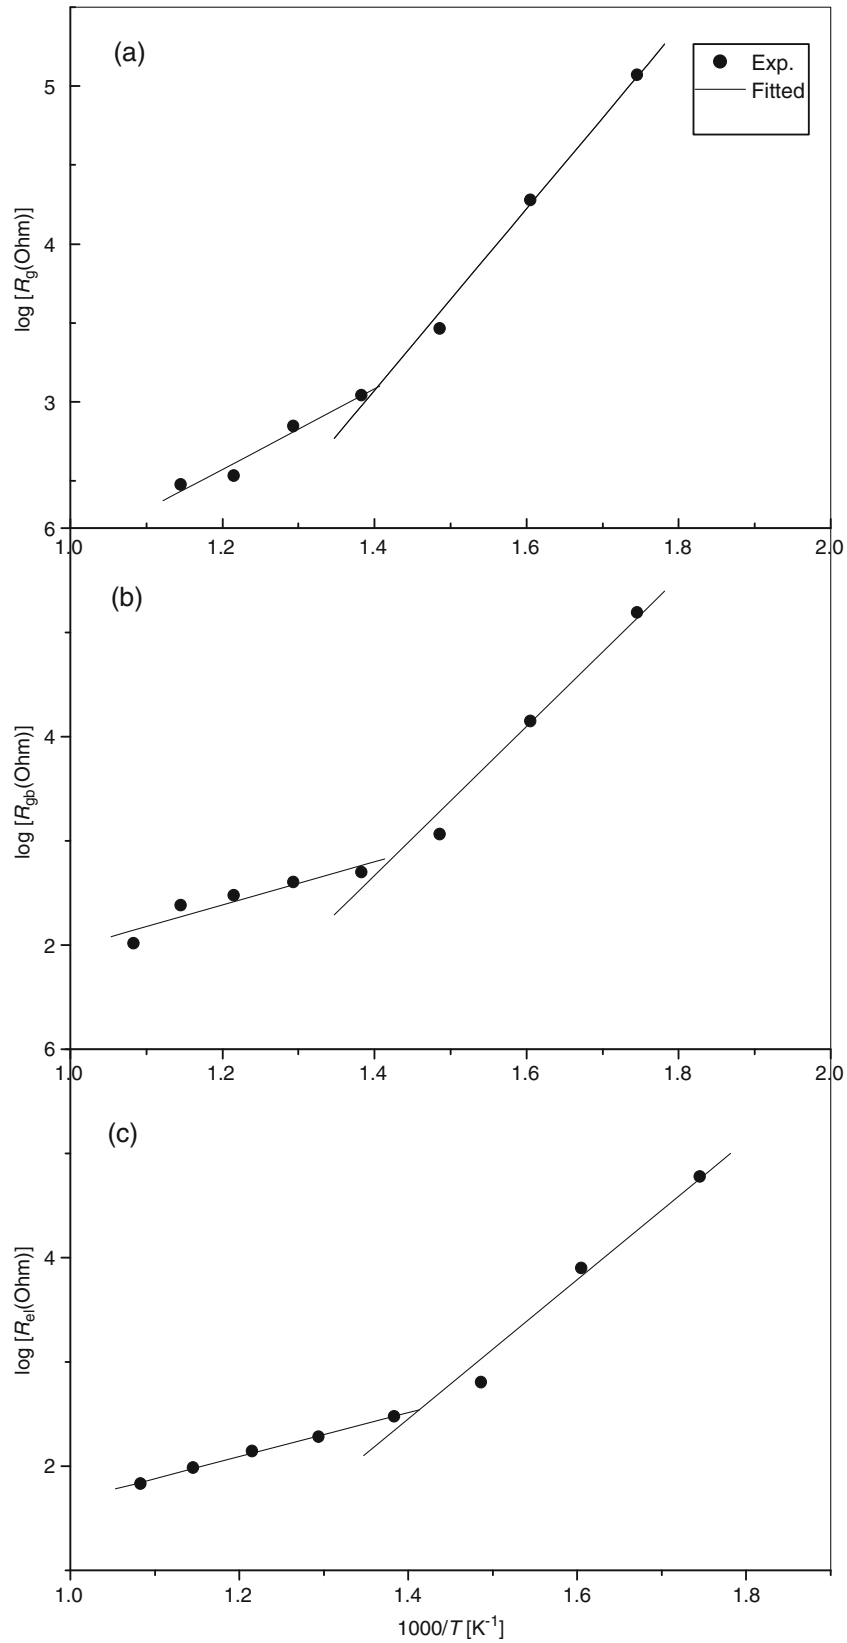 (a)
Exp.
Fitted
5
4
3
log [Rg(Ohm)]
6
1.0 1.2 1.4 1.6 1.8 2.0
(b)
4
2
log [Rgb(Ohm)]
6
1.0 1.2 1.4 1.6 1.8 2.0
(c)
4
2
log [Rel(Ohm)]
1.0 1.2 1.4 1.6 1.8
1000/T [K-1]